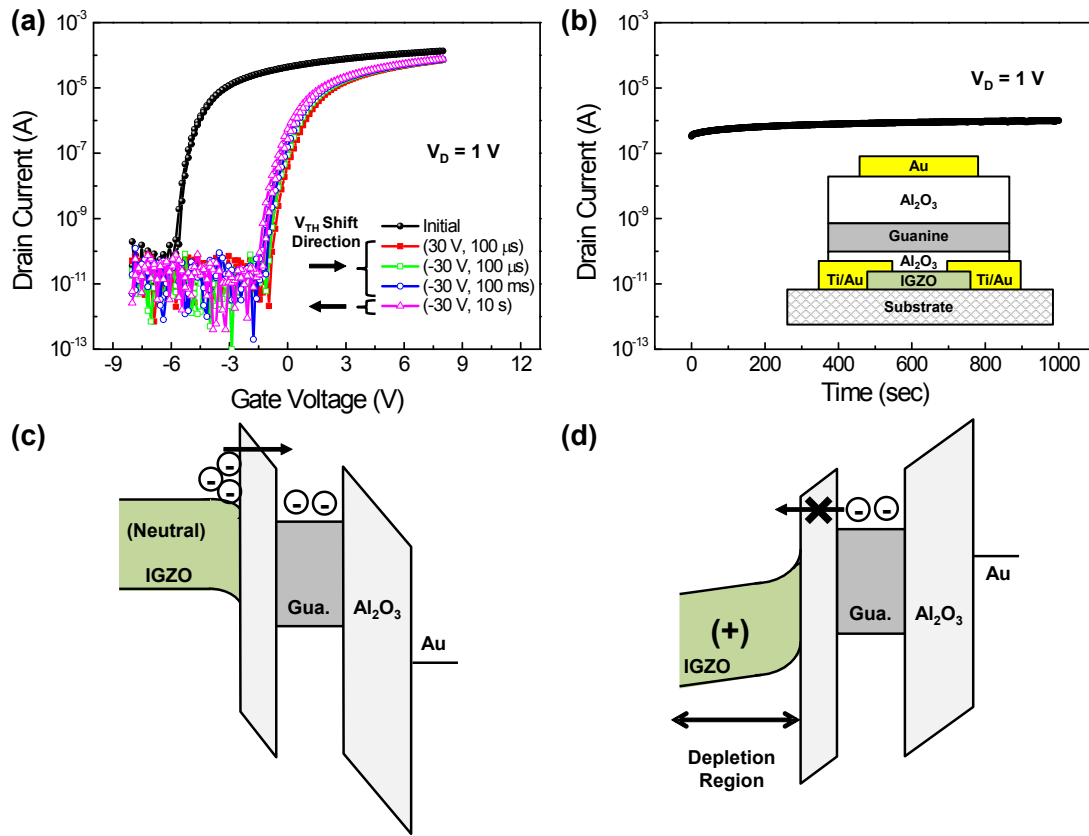 (a)
10⁻³
10⁻⁵
10⁻⁷
10⁻⁹
10⁻¹¹
10⁻¹³
Drain Current (A)
-9 -6 -3 0 3 6 9 12
Gate Voltage (V)
V_D = 1 V
V_TH Shift
Direction
Initial
(30 V, 100 µs)
(-30 V, 100 µs)
(-30 V, 100 ms)
(-30 V, 10 s)
(b)
10⁻³
10⁻⁵
10⁻⁷
10⁻⁹
10⁻¹¹
10⁻¹³
Drain Current (A)
0 200 400 600 800 1000
Time (sec)
V_D = 1 V
Au
Al₂O₃
Guanine
Al₂O₃
Ti/Au IGZO Ti/Au
Substrate
(c)
(Neutral)
IGZO
- - -
- -
Gua.
Al₂O₃
Au
(d)
- -
(+)
IGZO
Gua.
Al₂O₃
Au
Depletion
Region